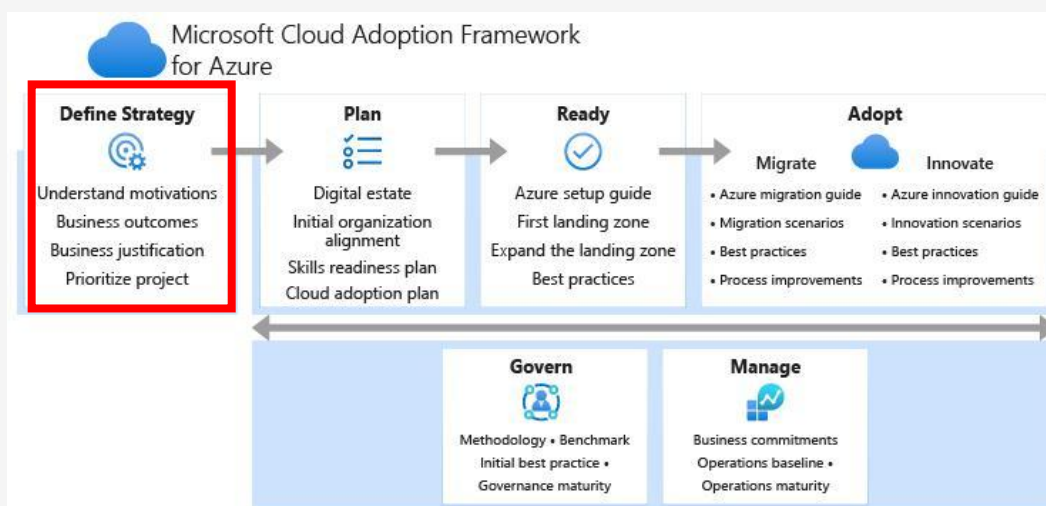 Microsoft Cloud Adoption Framework
for Azure
Define Strategy
Understand motivations
Business outcomes
Business justification
Prioritize project
Plan
Digital estate
Initial organization
alignment
Skills readiness plan
Cloud adoption plan
Ready
Azure setup guide
First landing zone
Expand the landing zone
Best practices
Adopt
Migrate
• Azure migration guide
• Migration scenarios
• Best practices
• Process improvements
Innovate
• Azure innovation guide
• Innovation scenarios
• Best practices
• Process improvements
Govern
Methodology • Benchmark
Initial best practice •
Governance maturity
Manage
Business commitments
Operations baseline •
Operations maturity